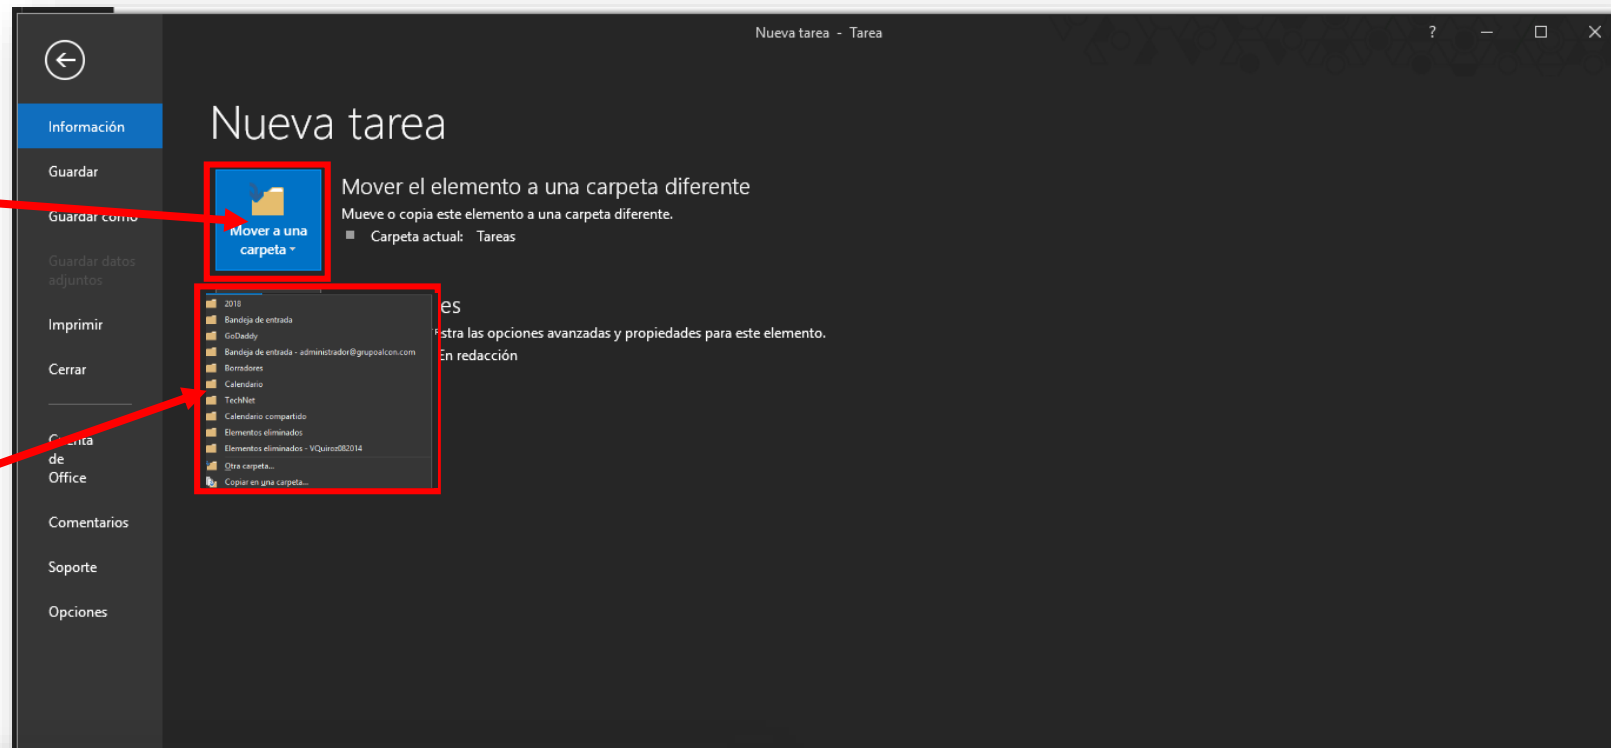 Nueva tarea - Tarea
?
Información
Guardar
Guardar como
Guardar datos
adjuntos
Imprimir
Cerrar
Cuenta
de
Office
Comentarios
Soporte
Opciones
Nueva tarea
Mover a una
carpeta
Mover el elemento a una carpeta diferente
Mueve o copia este elemento a una carpeta diferente.
Carpeta actual: Tareas
es
stra las opciones avanzadas y propiedades para este elemento.
En redacción
2018
Bandeja de entrada
GoDaddy
Bandeja de entrada - administrador@grupoalcon.com
Borradores
Calendario
TechNet
Calendario compartido
Elementos eliminados
Elementos eliminados - VQuiroz082014
Otra carpeta...
Copiar en una carpeta...